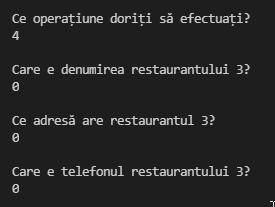 Ce operațiune doriți să efectuați?
4
Care e denumirea restaurantului 3?
0
Ce adresă are restaurantul 3?
0
Care e telefonul restaurantului 3?
0